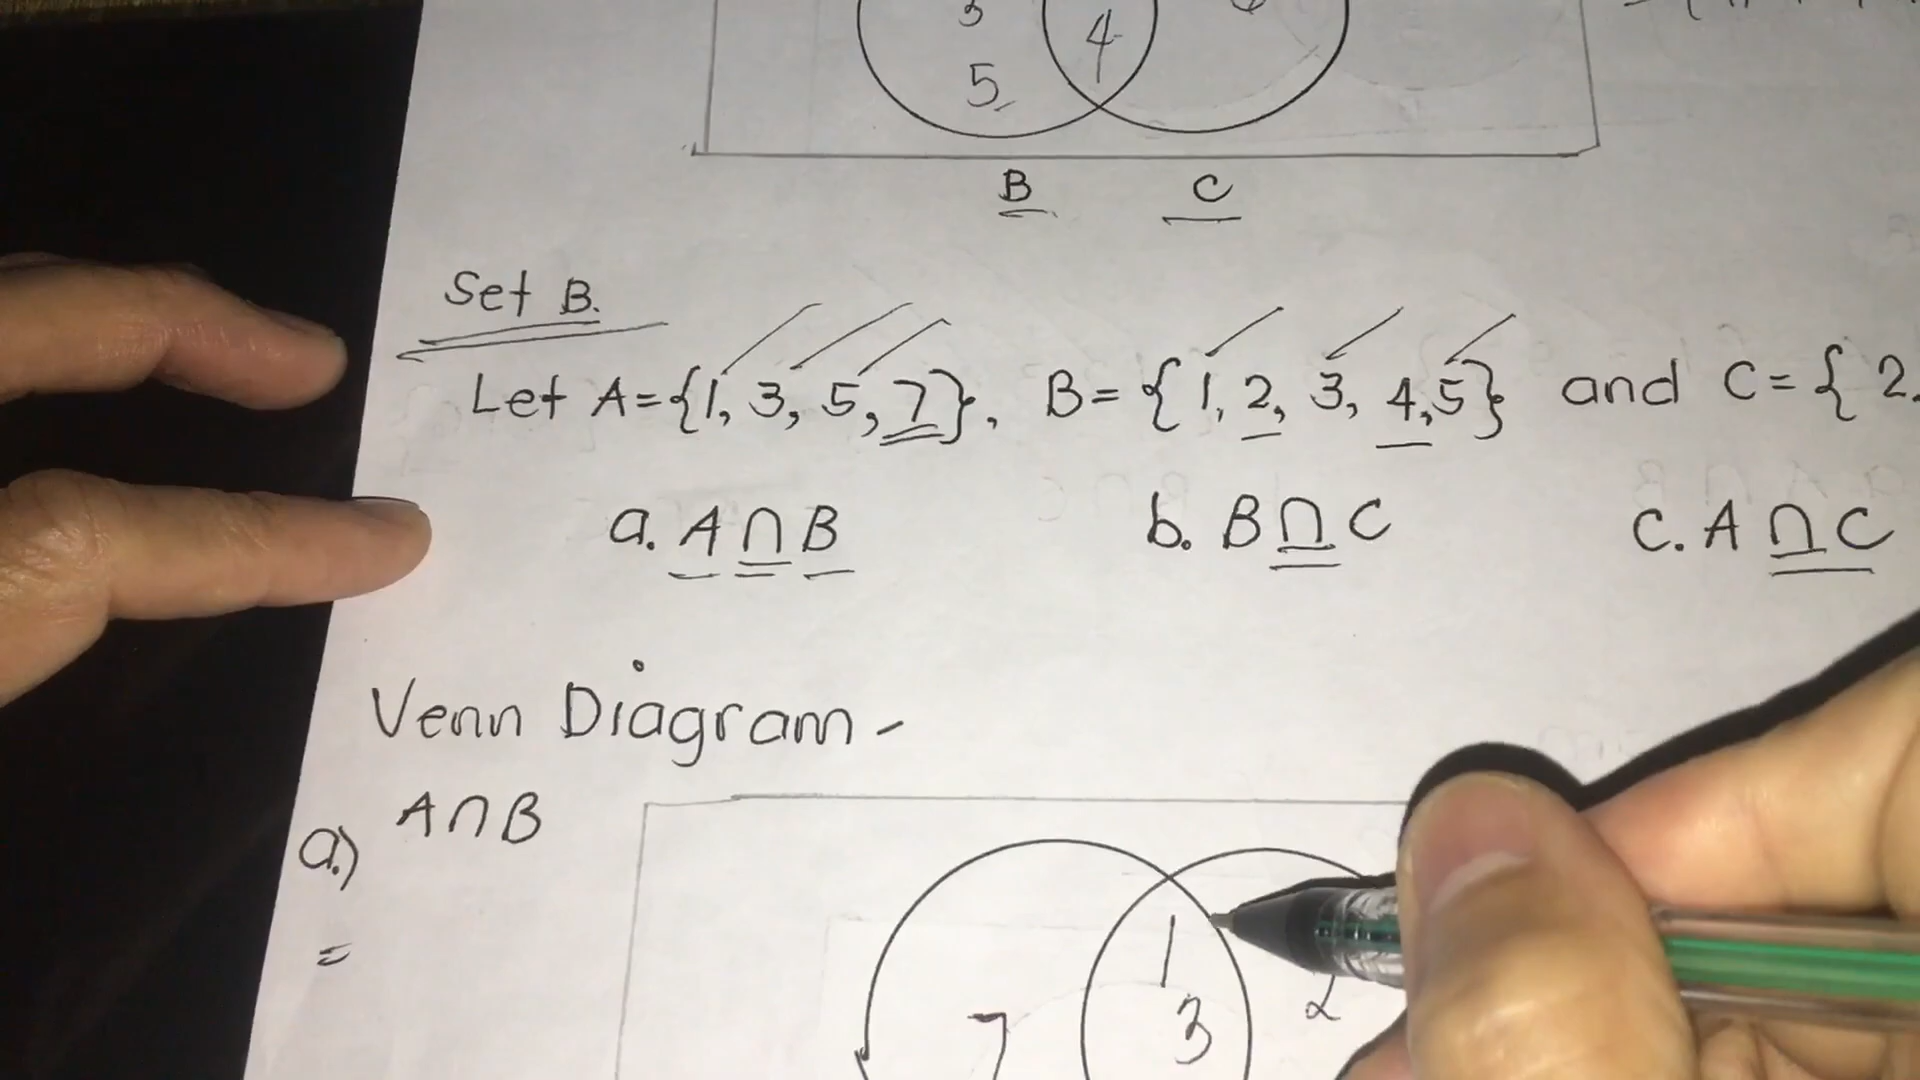 3
4
5
B C
Set B.
Let A={1, 3, 5, 7}, B={1, 2, 3, 4, 5} and C={2,
a. A∩B b. B∩C c. A∩C
Venn Diagram-
a.) A∩B
=
1
2
3
7